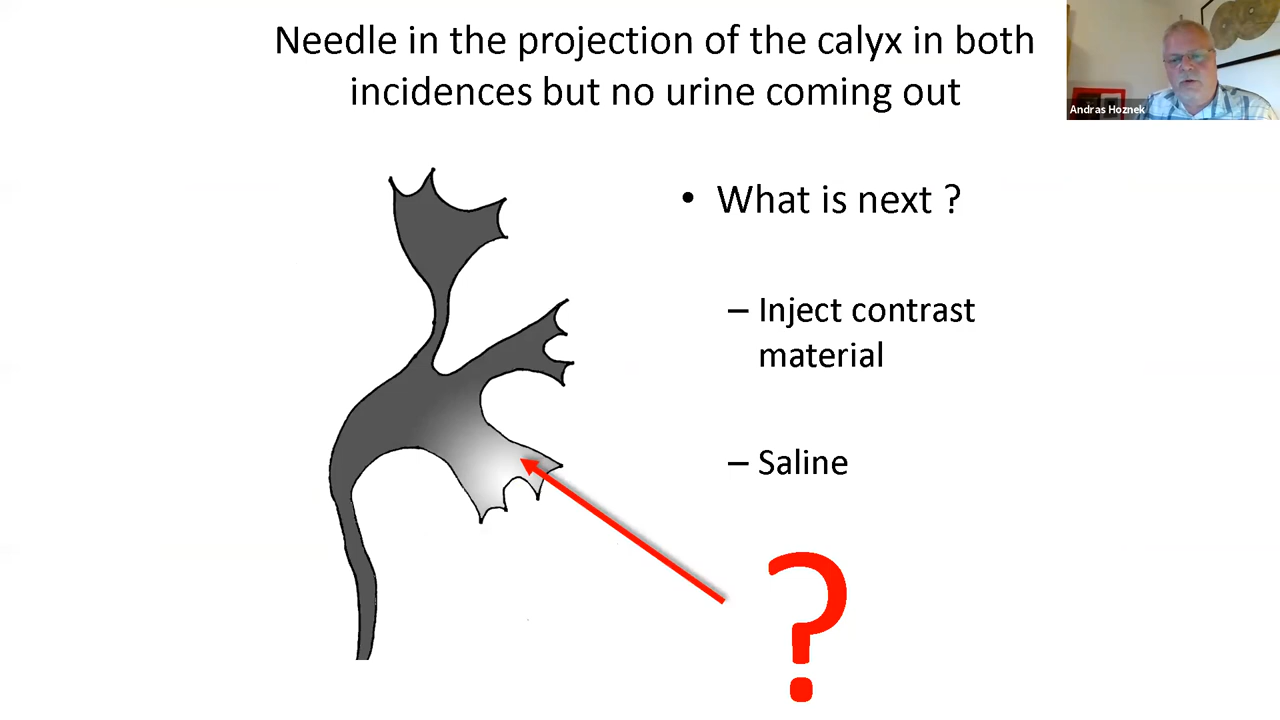 Needle in the projection of the calyx in both
incidences but no urine coming out
Andras Hoznek
• What is next ?
– Inject contrast
material
– Saline
?